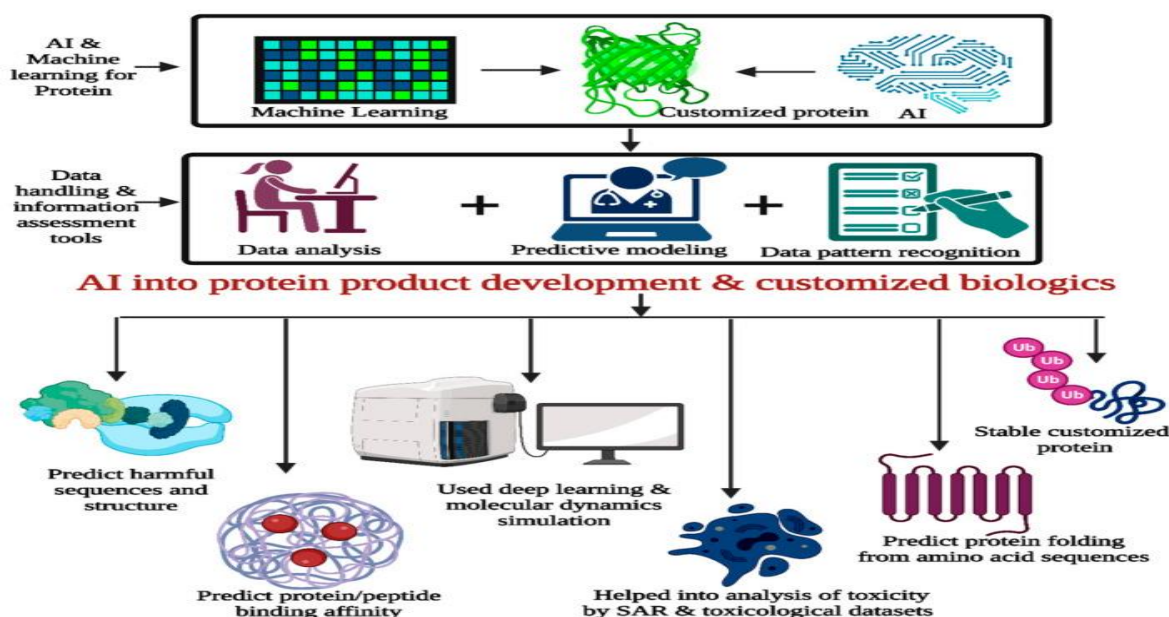 AI &
Machine
learning for
Protein
Machine Learning
Customized protein
AI
Data
handling &
information
assessment
tools
Data analysis
+
Predictive modeling
+
Data pattern recognition
AI into protein product development & customized biologics
Predict harmful
sequences and
structure
Predict protein/peptide
binding affinity
Used deep learning &
molecular dynamics
simulation
Helped into analysis of toxicity
by SAR & toxicological datasets
Predict protein folding
from amino acid sequences
Ub
Ub
Ub
Ub
Stable customized
protein